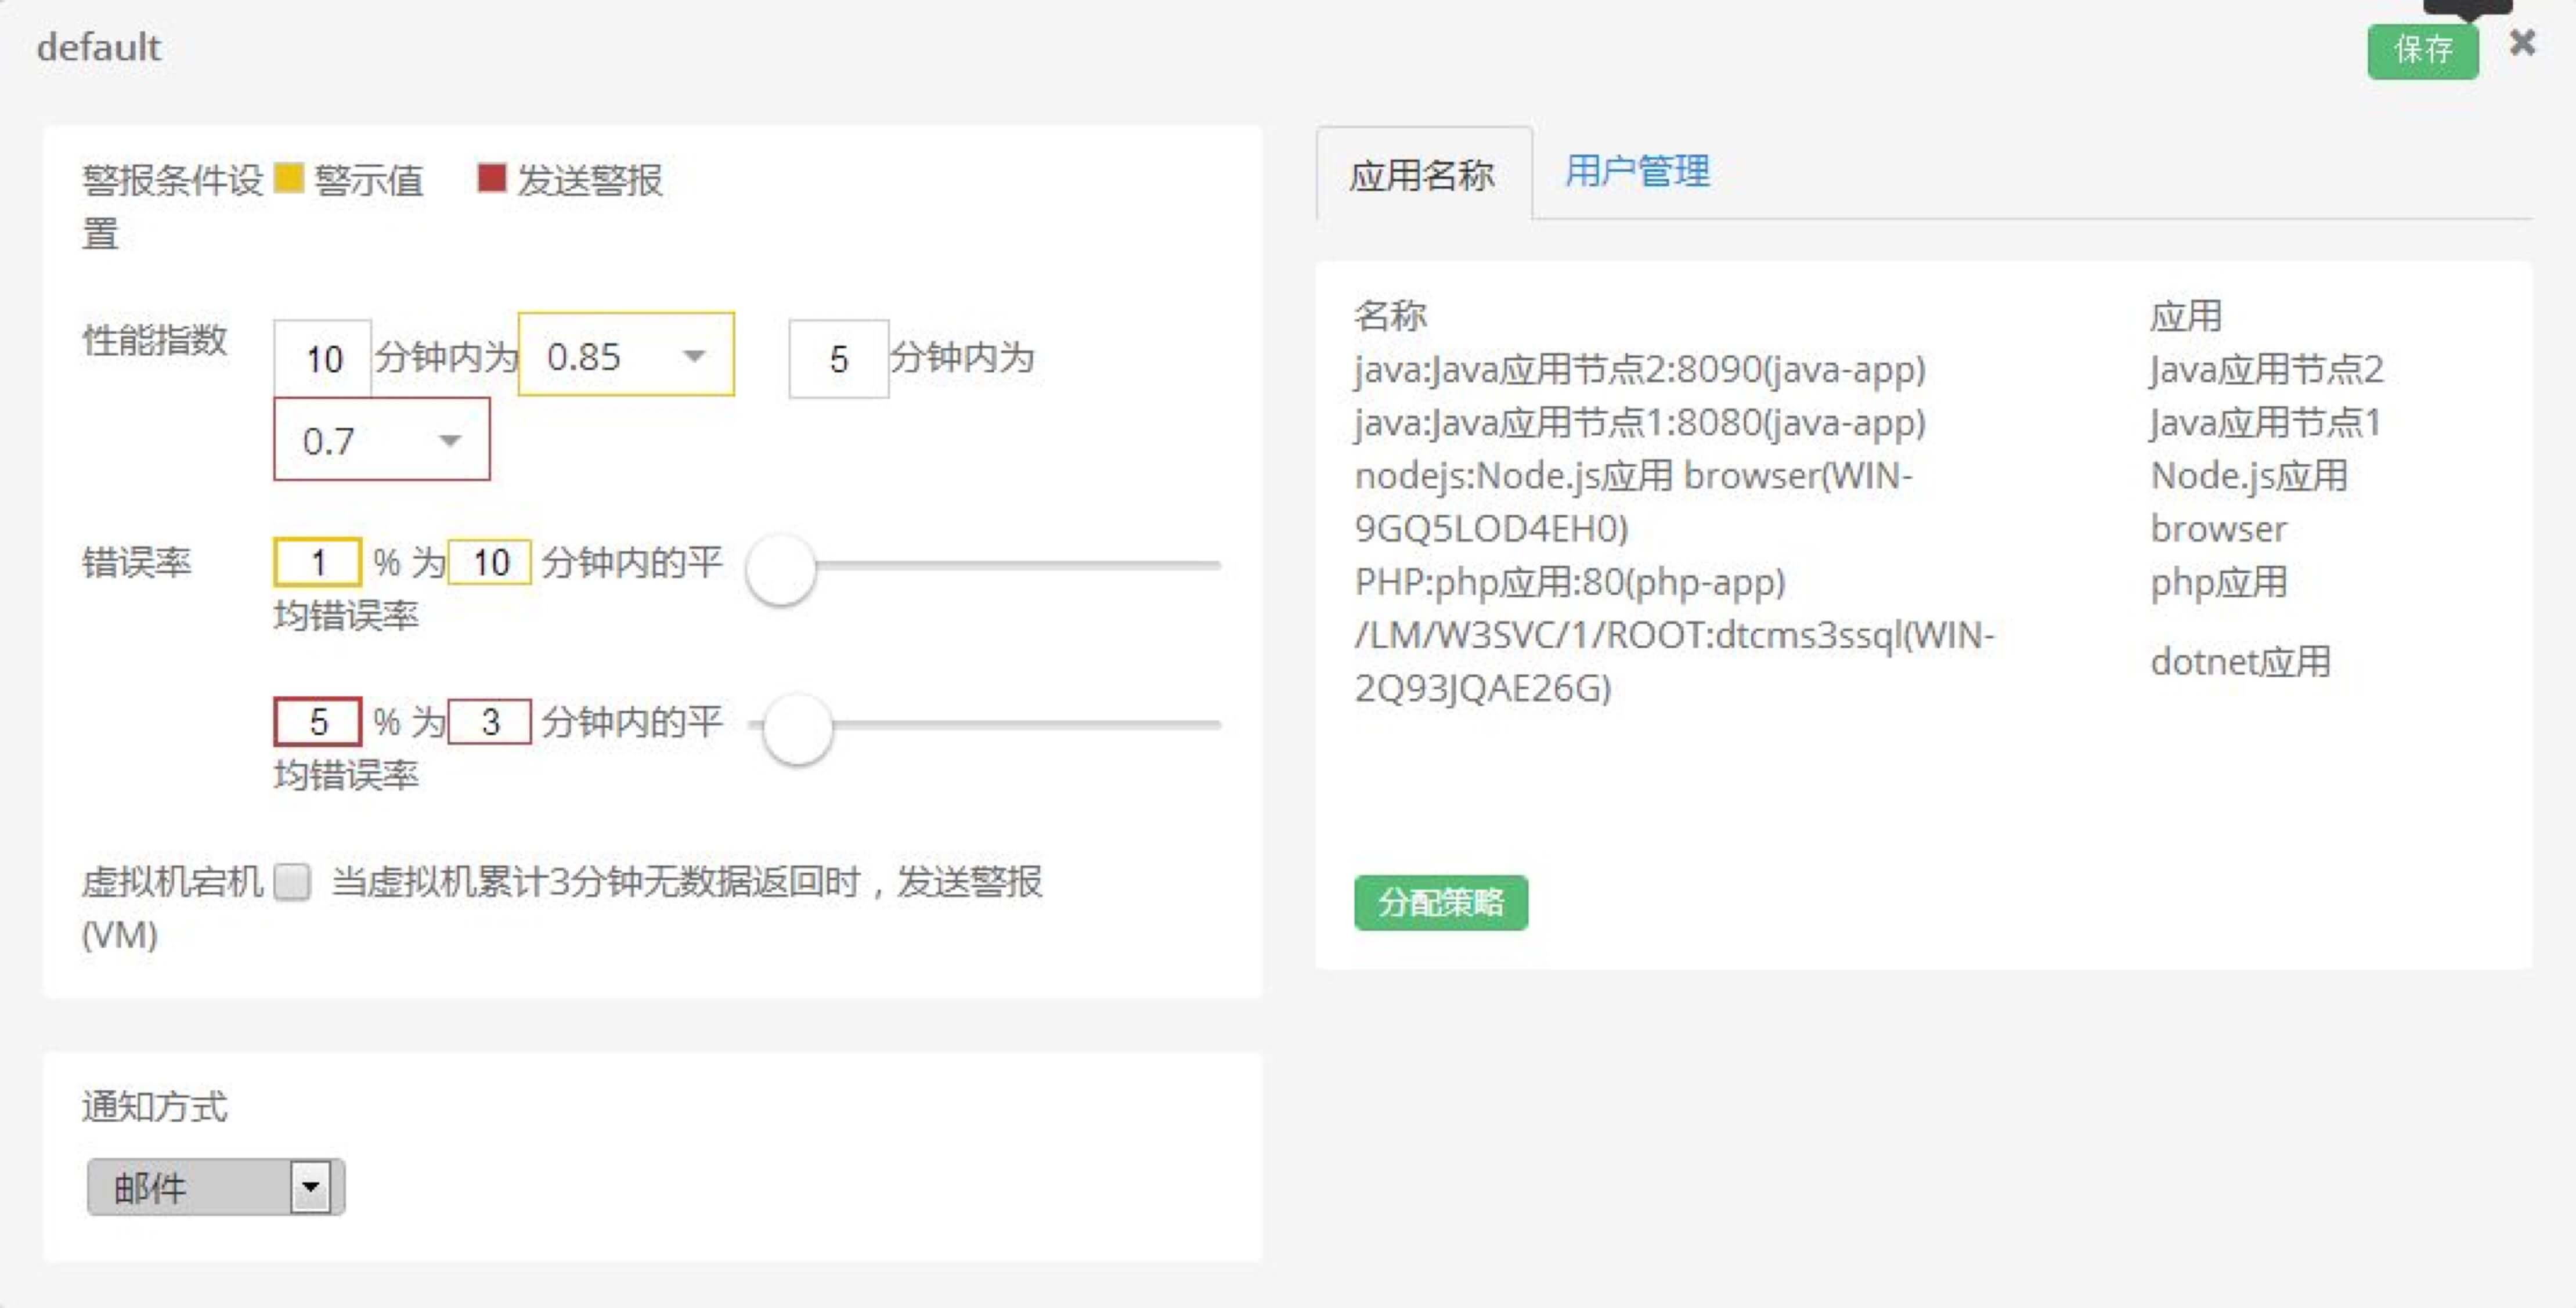 default
保存
警报条件设 警示值 发送警报
置
性能指数
10 分钟内为 0.85 5 分钟内为
0.7
错误率 1 % 为 10 分钟内的平
均错误率
5 % 为 3 分钟内的平
均错误率
虚拟机宕机 当虚拟机累计3分钟无数据返回时，发送警报
(VM)
通知方式
邮件
应用名称 用户管理
名称 应用
java:Java应用节点2:8090(java-app) Java应用节点2
java:Java应用节点1:8080(java-app) Java应用节点1
nodejs:Node.js应用 browser(WIN- Node.js应用
9GQ5LOD4EH0) browser
PHP:php应用:80(php-app) php应用
/LM/W3SVC/1/ROOT:dtcms3ssql(WIN-
dotnet应用
2Q93JQAE26G)
分配策略